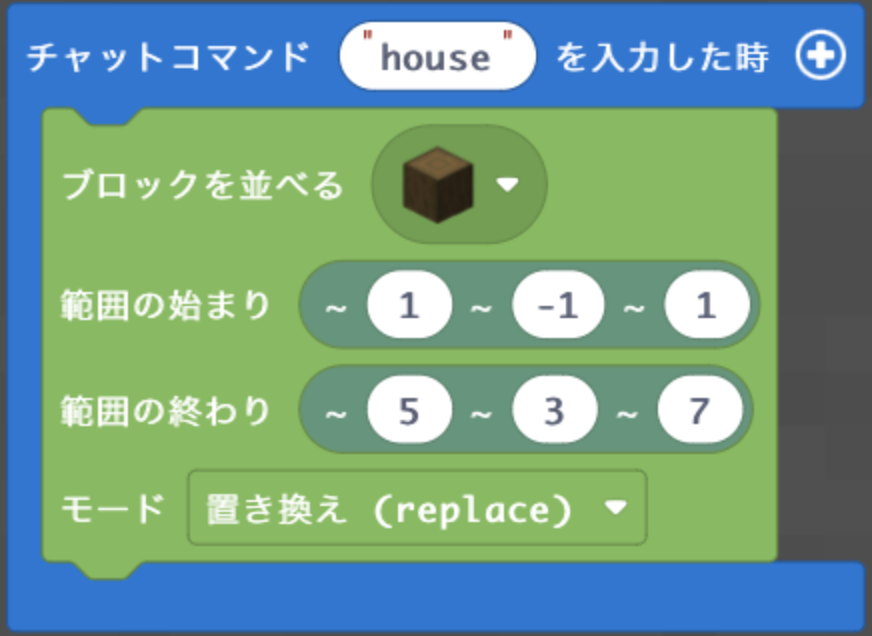 チャットコマンド "house" を入力した時
ブロックを並べる
範囲の始まり ~ 1 ~ -1 ~ 1
範囲の終わり ~ 5 ~ 3 ~ 7
モード 置き換え (replace)